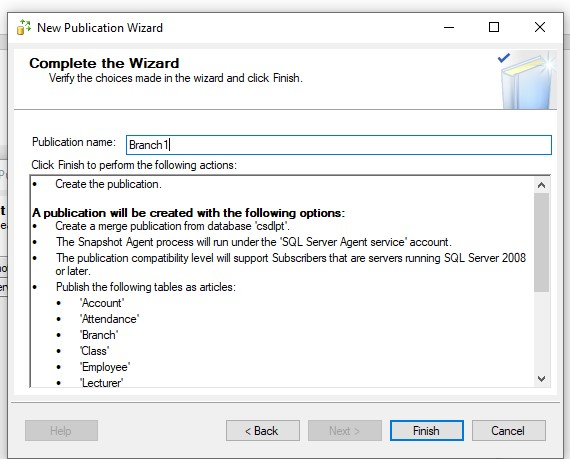 New Publication Wizard
Complete the Wizard
Verify the choices made in the wizard and click Finish.
Publication name: Branch1
Click Finish to perform the following actions:
• Create the publication.
A publication will be created with the following options:
• Create a merge publication from database 'csdlpt'.
• The Snapshot Agent process will run under the 'SQL Server Agent service' account.
• The publication compatibility level will support Subscribers that are servers running SQL Server 2008
or later.
• Publish the following tables as articles:
• 'Account'
• 'Attendance'
• 'Branch'
• 'Class'
• 'Employee'
• 'Lecturer'
Help
< Back
Next >
Finish
Cancel